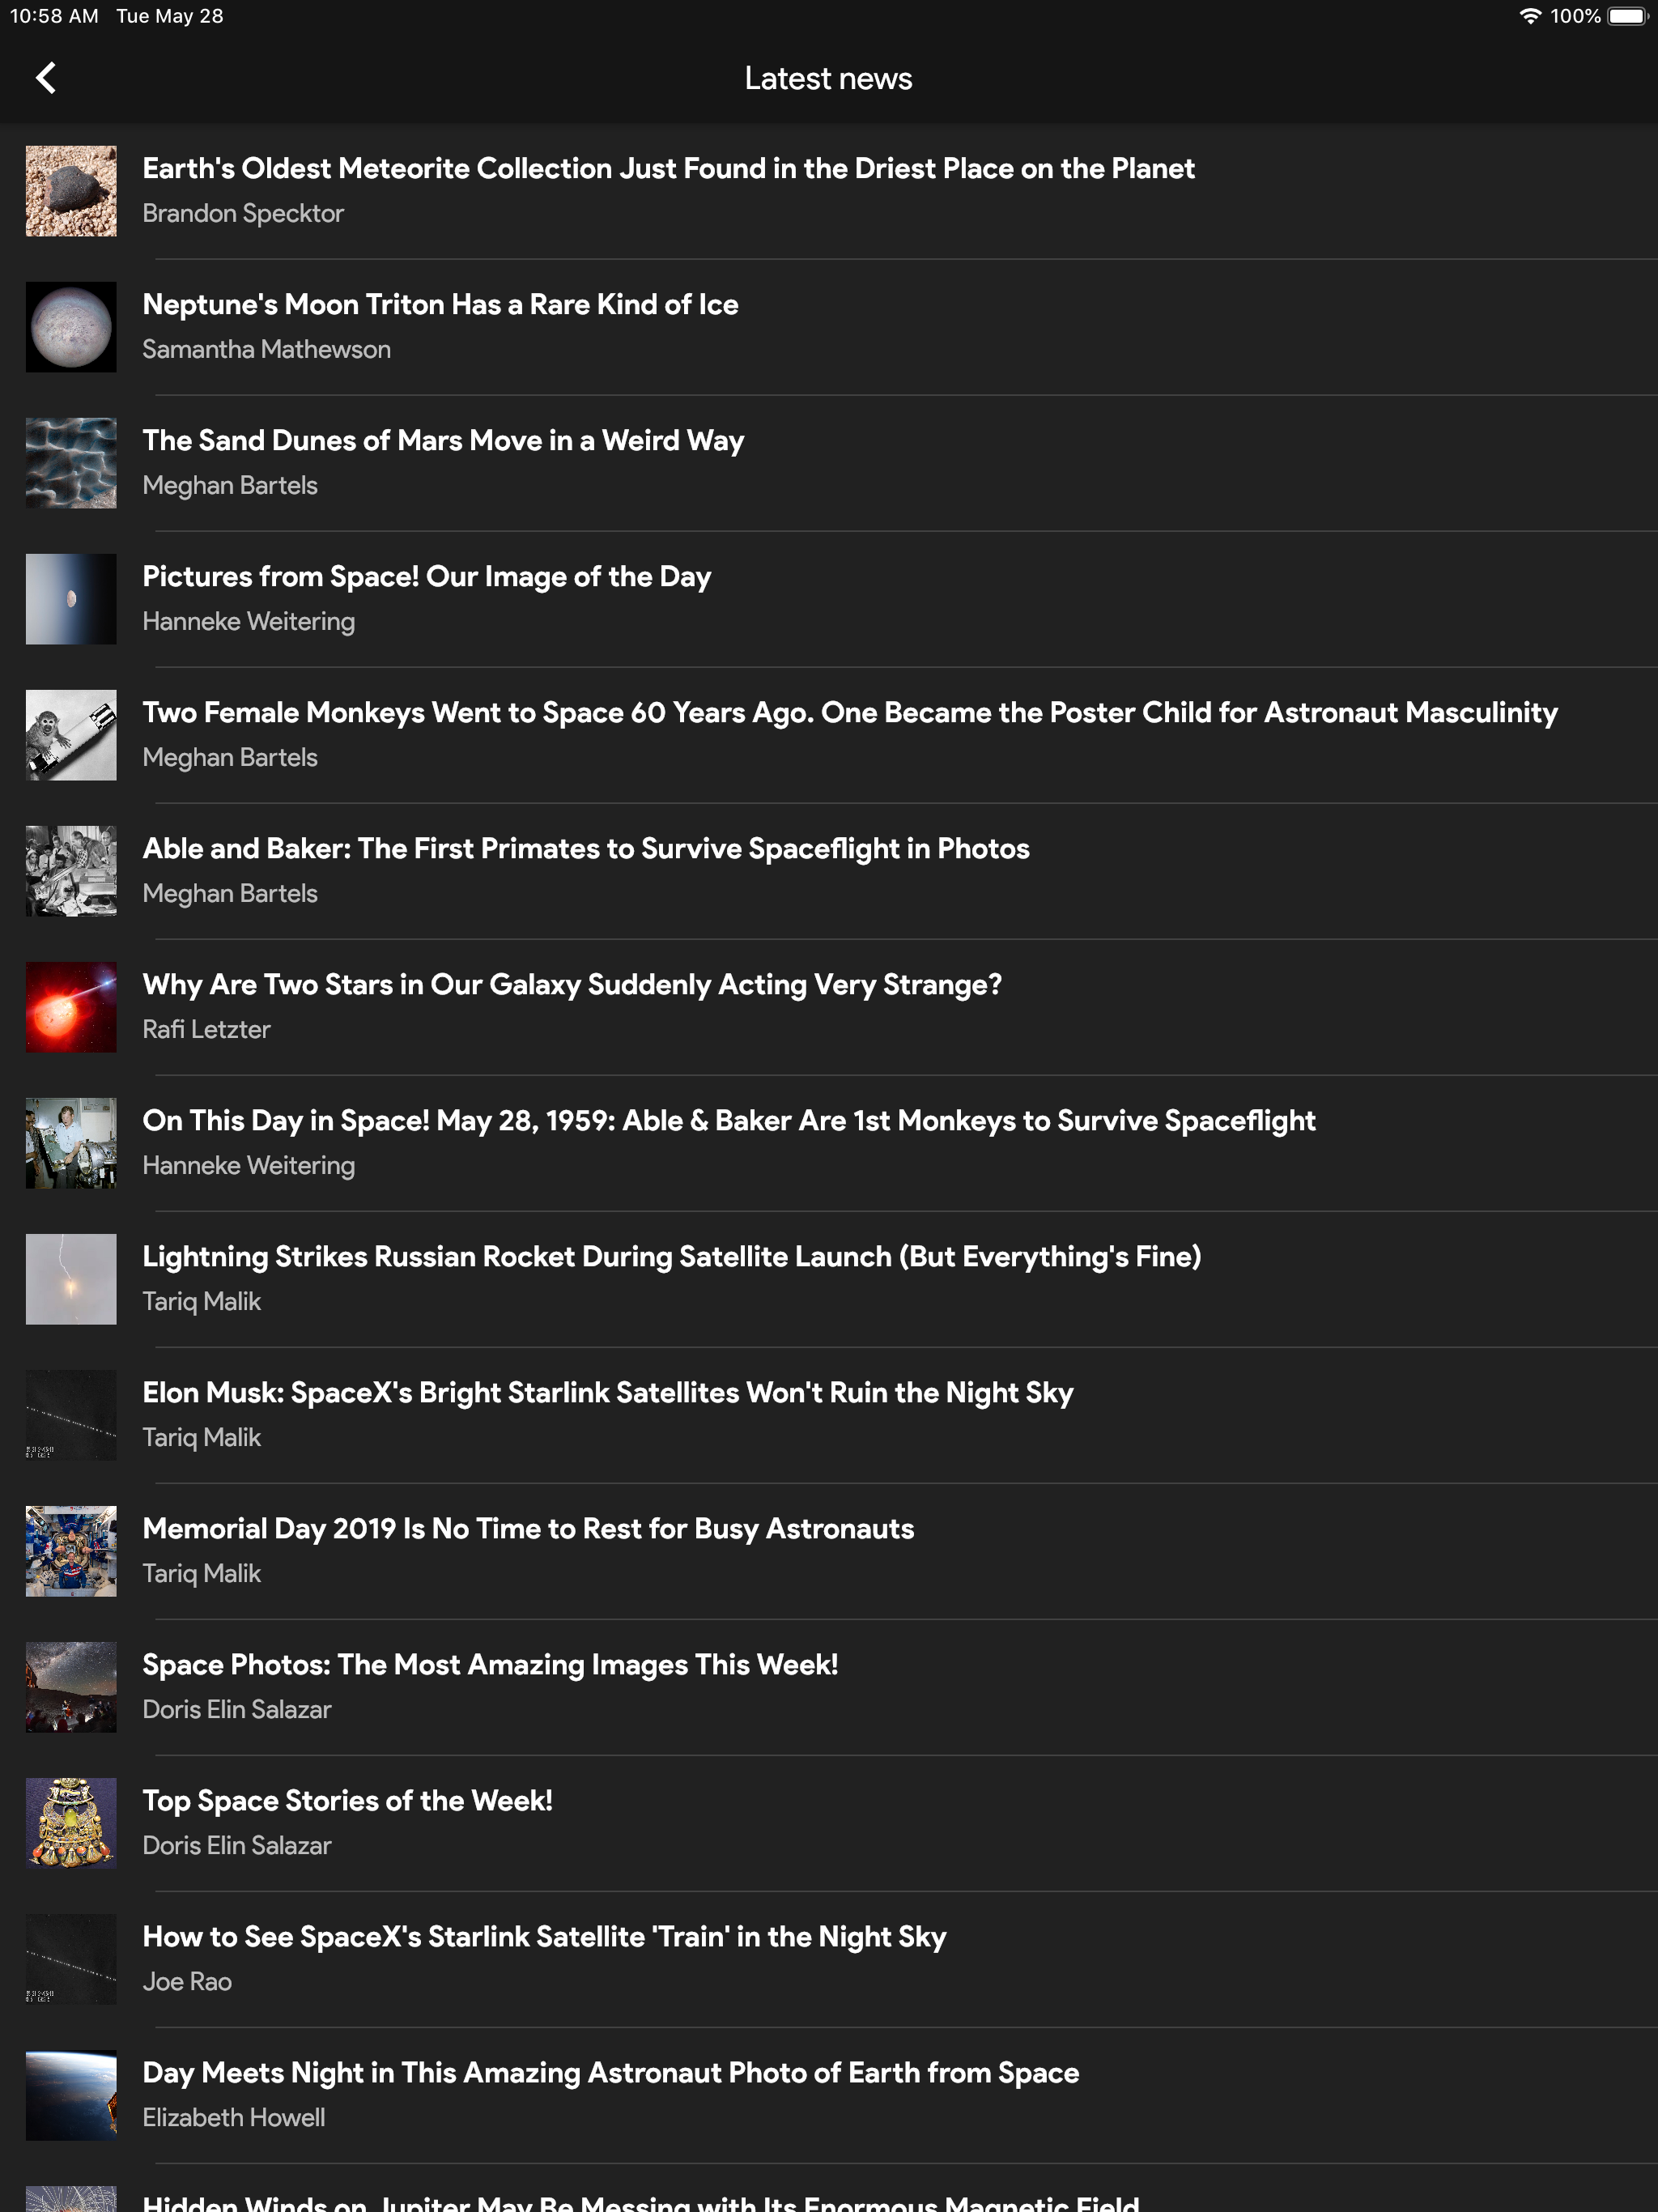 10:58 AM Tue May 28 100%
Latest news
Earth's Oldest Meteorite Collection Just Found in the Driest Place on the Planet
Brandon Specktor
Neptune's Moon Triton Has a Rare Kind of Ice
Samantha Mathewson
The Sand Dunes of Mars Move in a Weird Way
Meghan Bartels
Pictures from Space! Our Image of the Day
Hanneke Weitering
Two Female Monkeys Went to Space 60 Years Ago. One Became the Poster Child for Astronaut Masculinity
Meghan Bartels
Able and Baker: The First Primates to Survive Spaceflight in Photos
Meghan Bartels
Why Are Two Stars in Our Galaxy Suddenly Acting Very Strange?
Rafi Letzter
On This Day in Space! May 28, 1959: Able & Baker Are 1st Monkeys to Survive Spaceflight
Hanneke Weitering
Lightning Strikes Russian Rocket During Satellite Launch (But Everything's Fine)
Tariq Malik
Elon Musk: SpaceX's Bright Starlink Satellites Won't Ruin the Night Sky
Tariq Malik
Memorial Day 2019 Is No Time to Rest for Busy Astronauts
Tariq Malik
Space Photos: The Most Amazing Images This Week!
Doris Elin Salazar
Top Space Stories of the Week!
Doris Elin Salazar
How to See SpaceX's Starlink Satellite 'Train' in the Night Sky
Joe Rao
Day Meets Night in This Amazing Astronaut Photo of Earth from Space
Elizabeth Howell
Hidden Winds on Jupiter May Be Messing with Its Enormous Magnetic Field